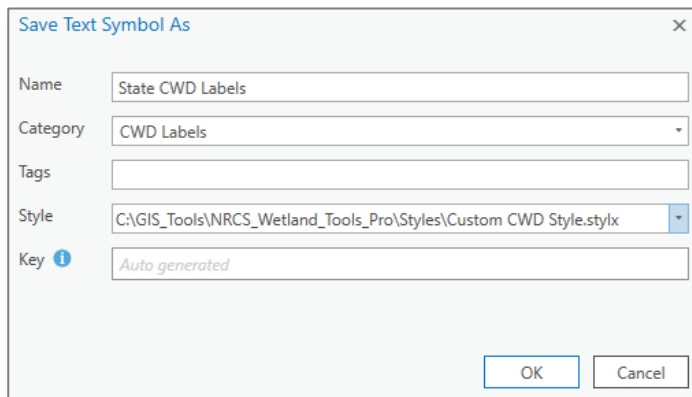 Save Text Symbol As
Name State CWD Labels
Category CWD Labels
Tags
Style C:\GIS_Tools\NRCS_Wetland_Tools_Pro\Styles\Custom CWD Style.stylx
Key Auto generated
OK Cancel